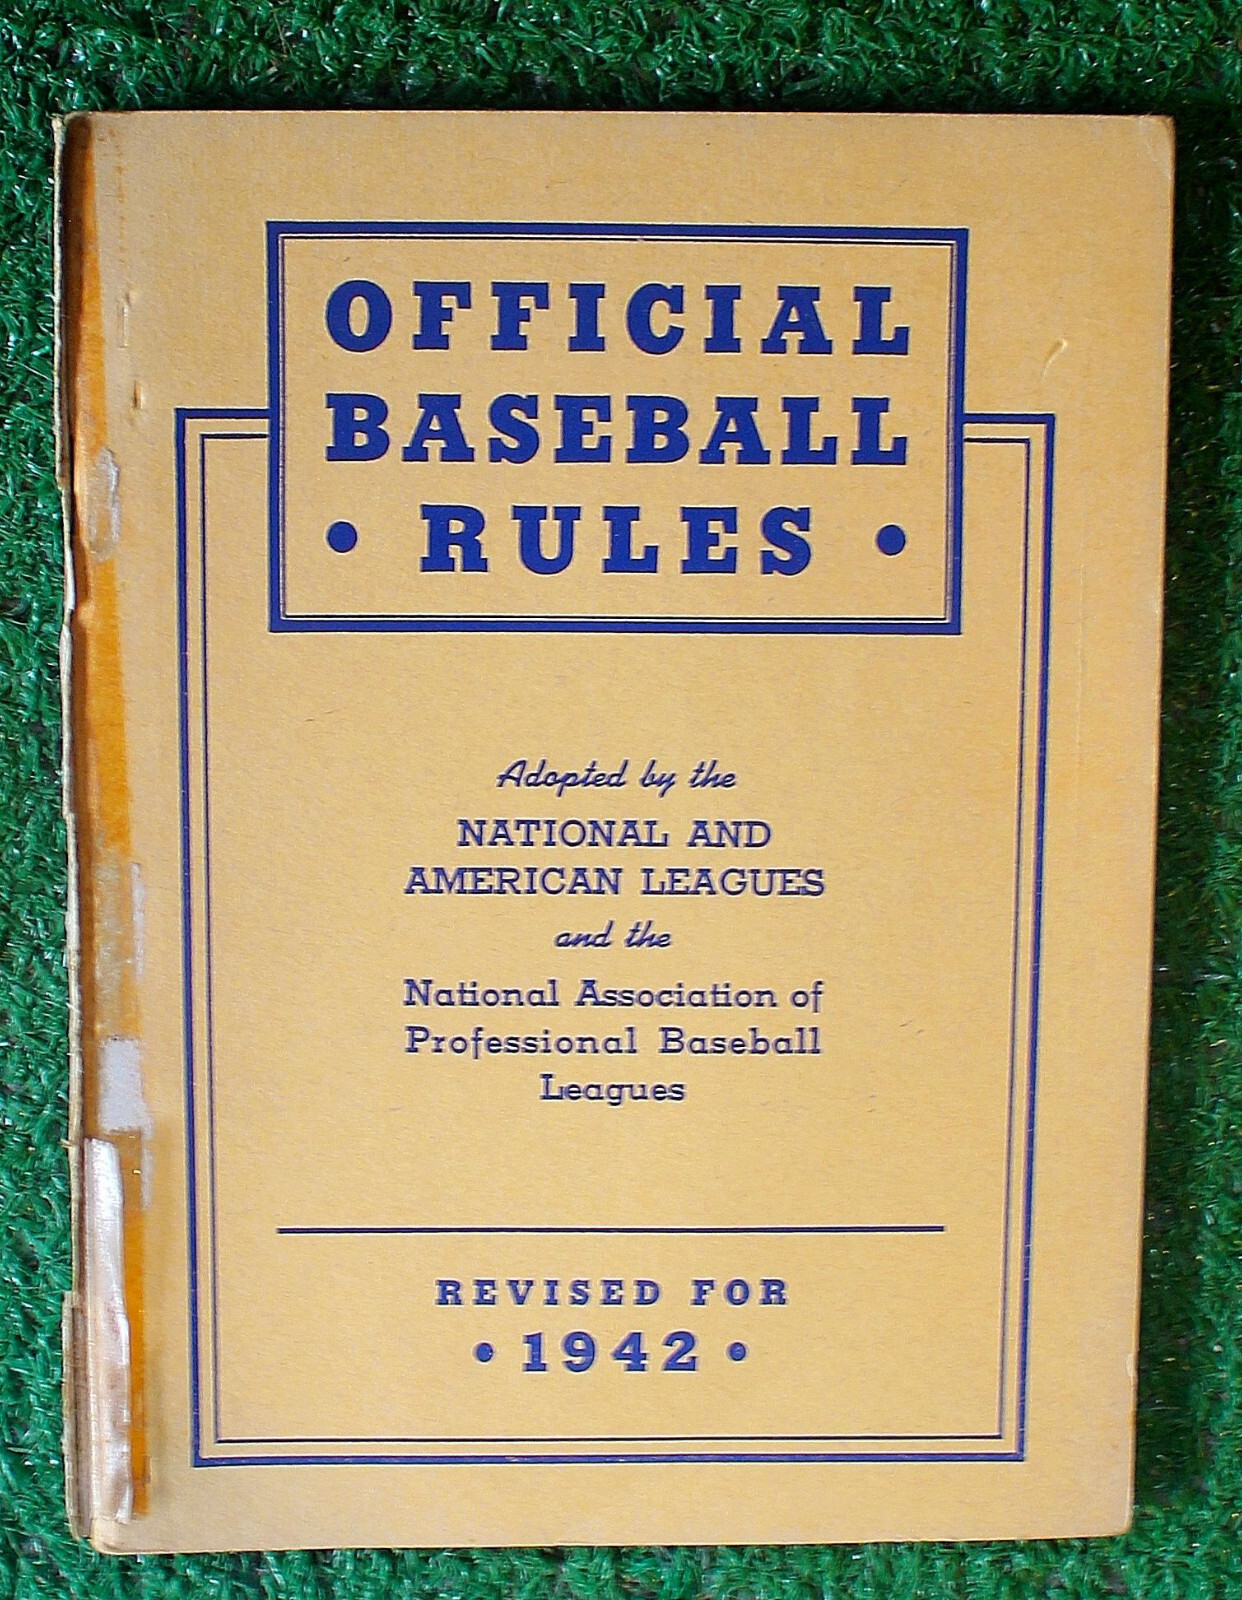 OFFICIAL
BASEBALL
• RULES •
Adopted by the
NATIONAL AND
AMERICAN LEAGUES
and the
National Association of
Professional Baseball
Leagues
REVISED FOR
• 1942 •